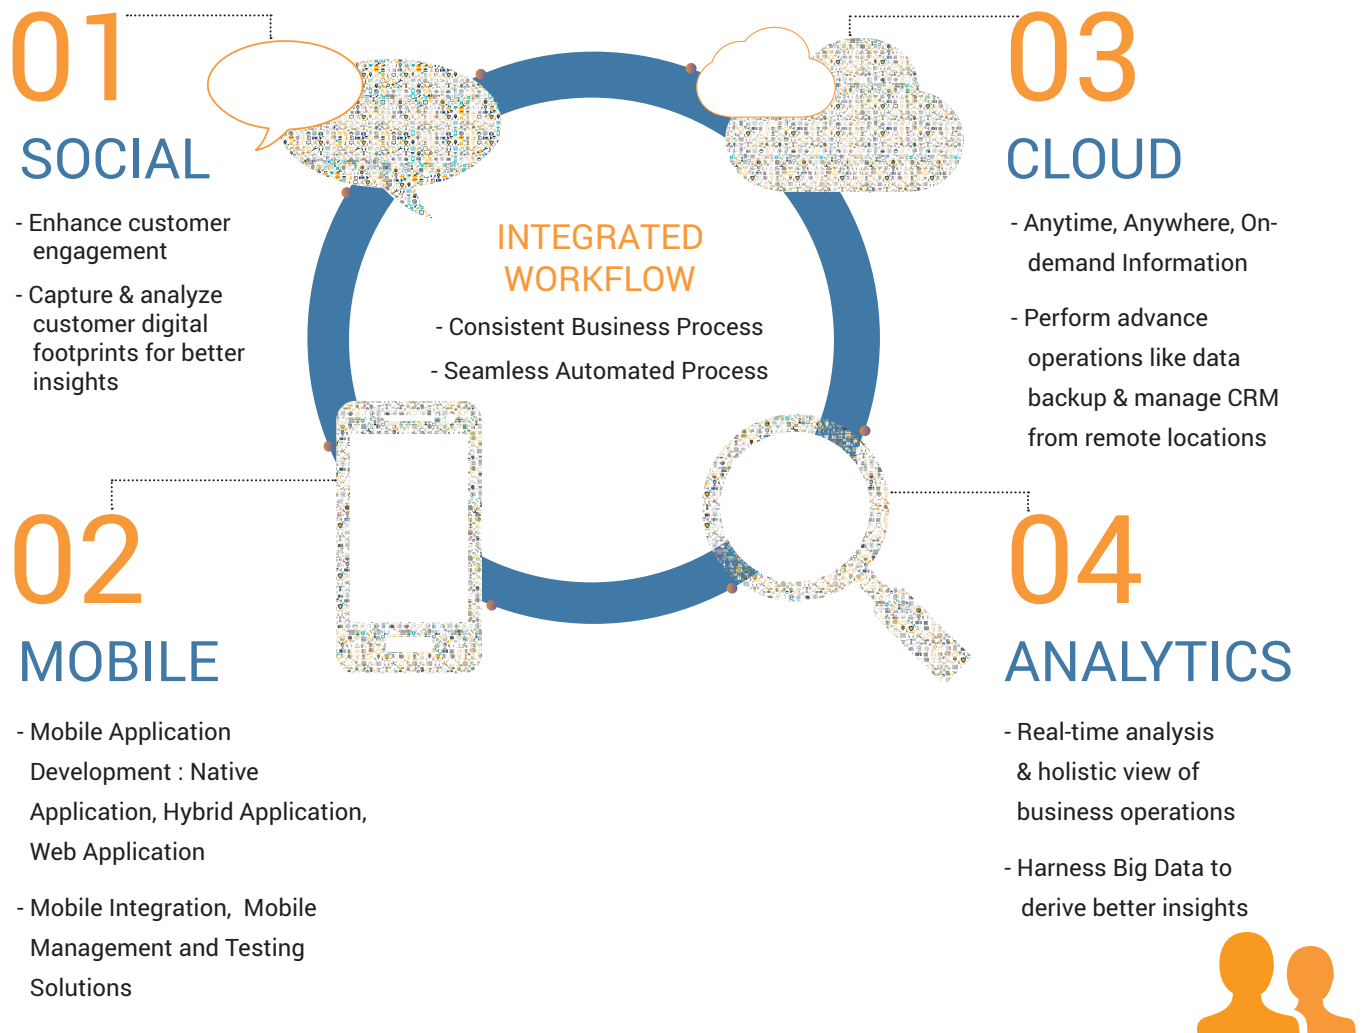 01
SOCIAL
- Enhance customer
engagement
- Capture & analyze
customer digital
footprints for better
insights
02
MOBILE
- Mobile Application
Development : Native
Application, Hybrid Application,
Web Application
- Mobile Integration, Mobile
Management and Testing
Solutions
INTEGRATED
WORKFLOW
- Consistent Business Process
- Seamless Automated Process
03
CLOUD
- Anytime, Anywhere, On-
demand Information
- Perform advance
operations like data
backup & manage CRM
from remote locations
04
ANALYTICS
- Real-time analysis
& holistic view of
business operations
- Harness Big Data to
derive better insights